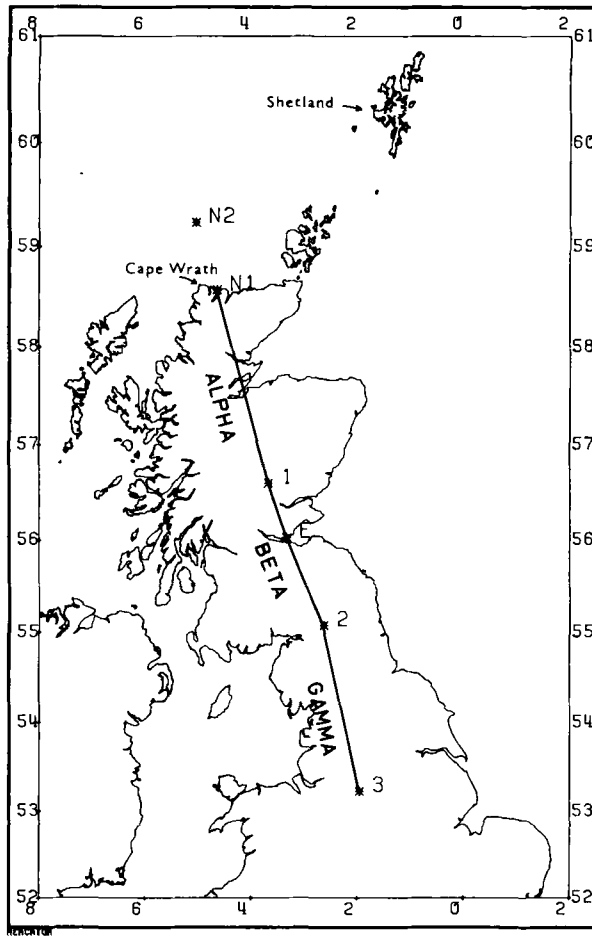 8 6 4 2 0 2
61 61
Shetland
60 60
N2
59 59
Cape Wrath
N1
58 58
ALPHA
57 57
1
E
56 56
BETA
2
55 55
GAMMA
54 54
3
53 53
52 52
8 6 4 2 0 2
MERCATOR